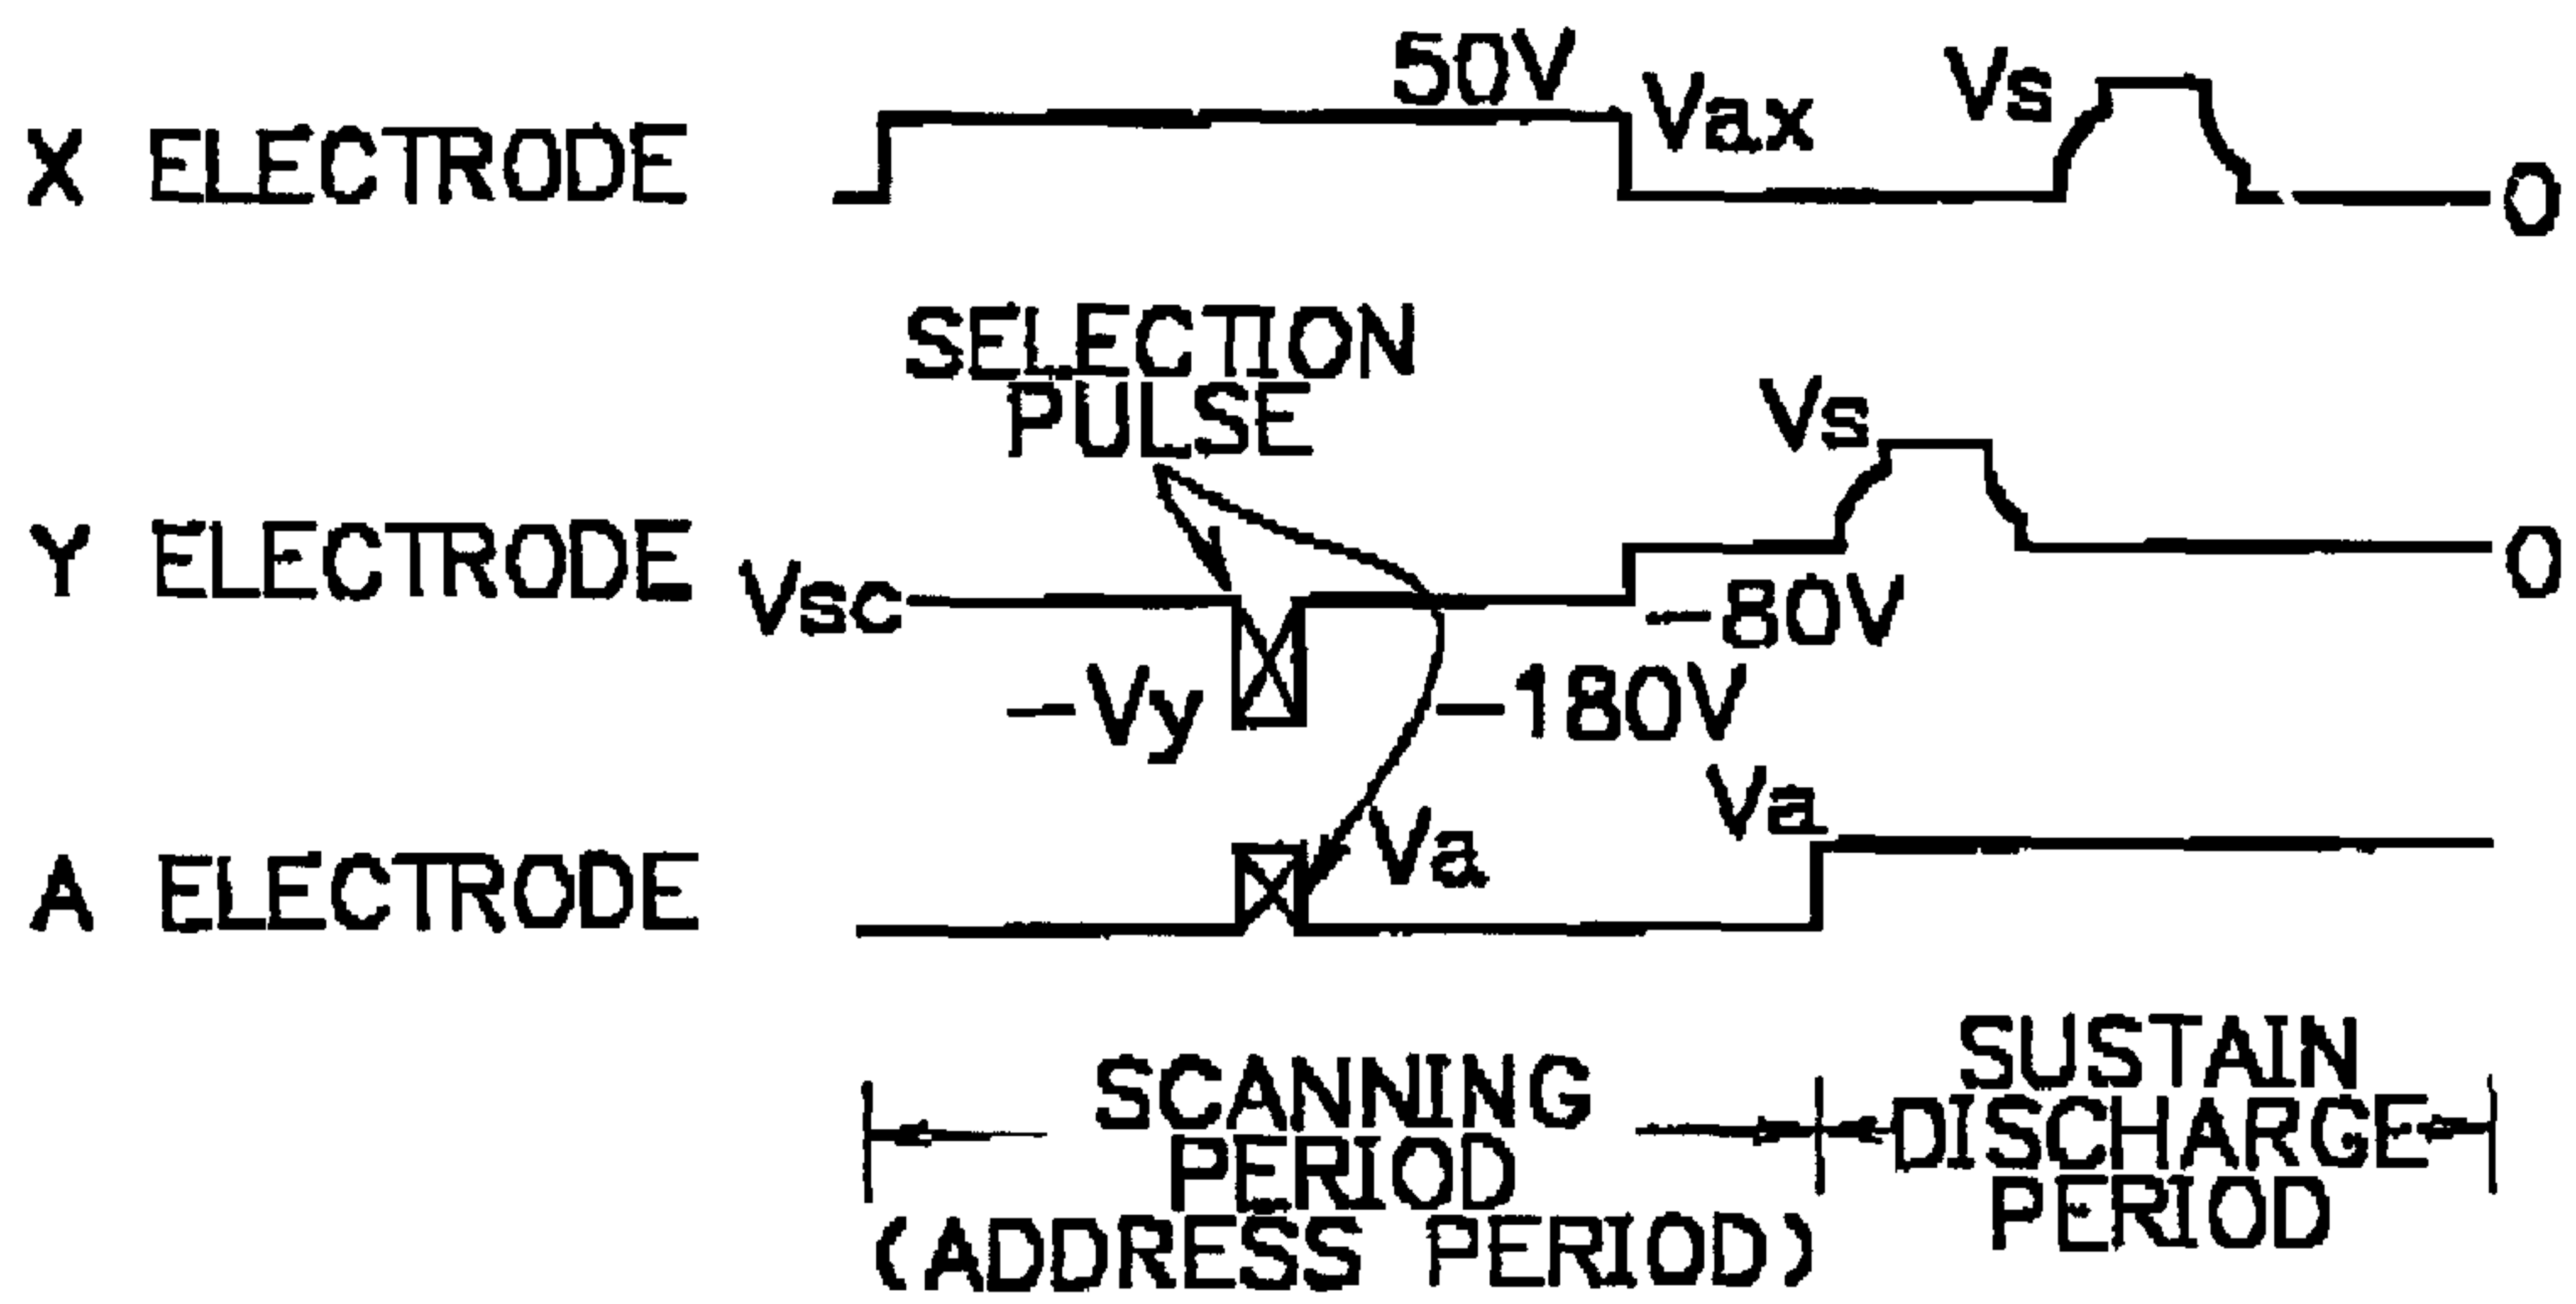 50V
Vax
Vs
X ELECTRODE
0
SELECTION
PULSE
Vs
Y ELECTRODE
Vsc
0
-80V
-Vy
-180V
Va
Va
A ELECTRODE
SCANNING
PERIOD
(ADDRESS PERIOD)
SUSTAIN
DISCHARGE
PERIOD